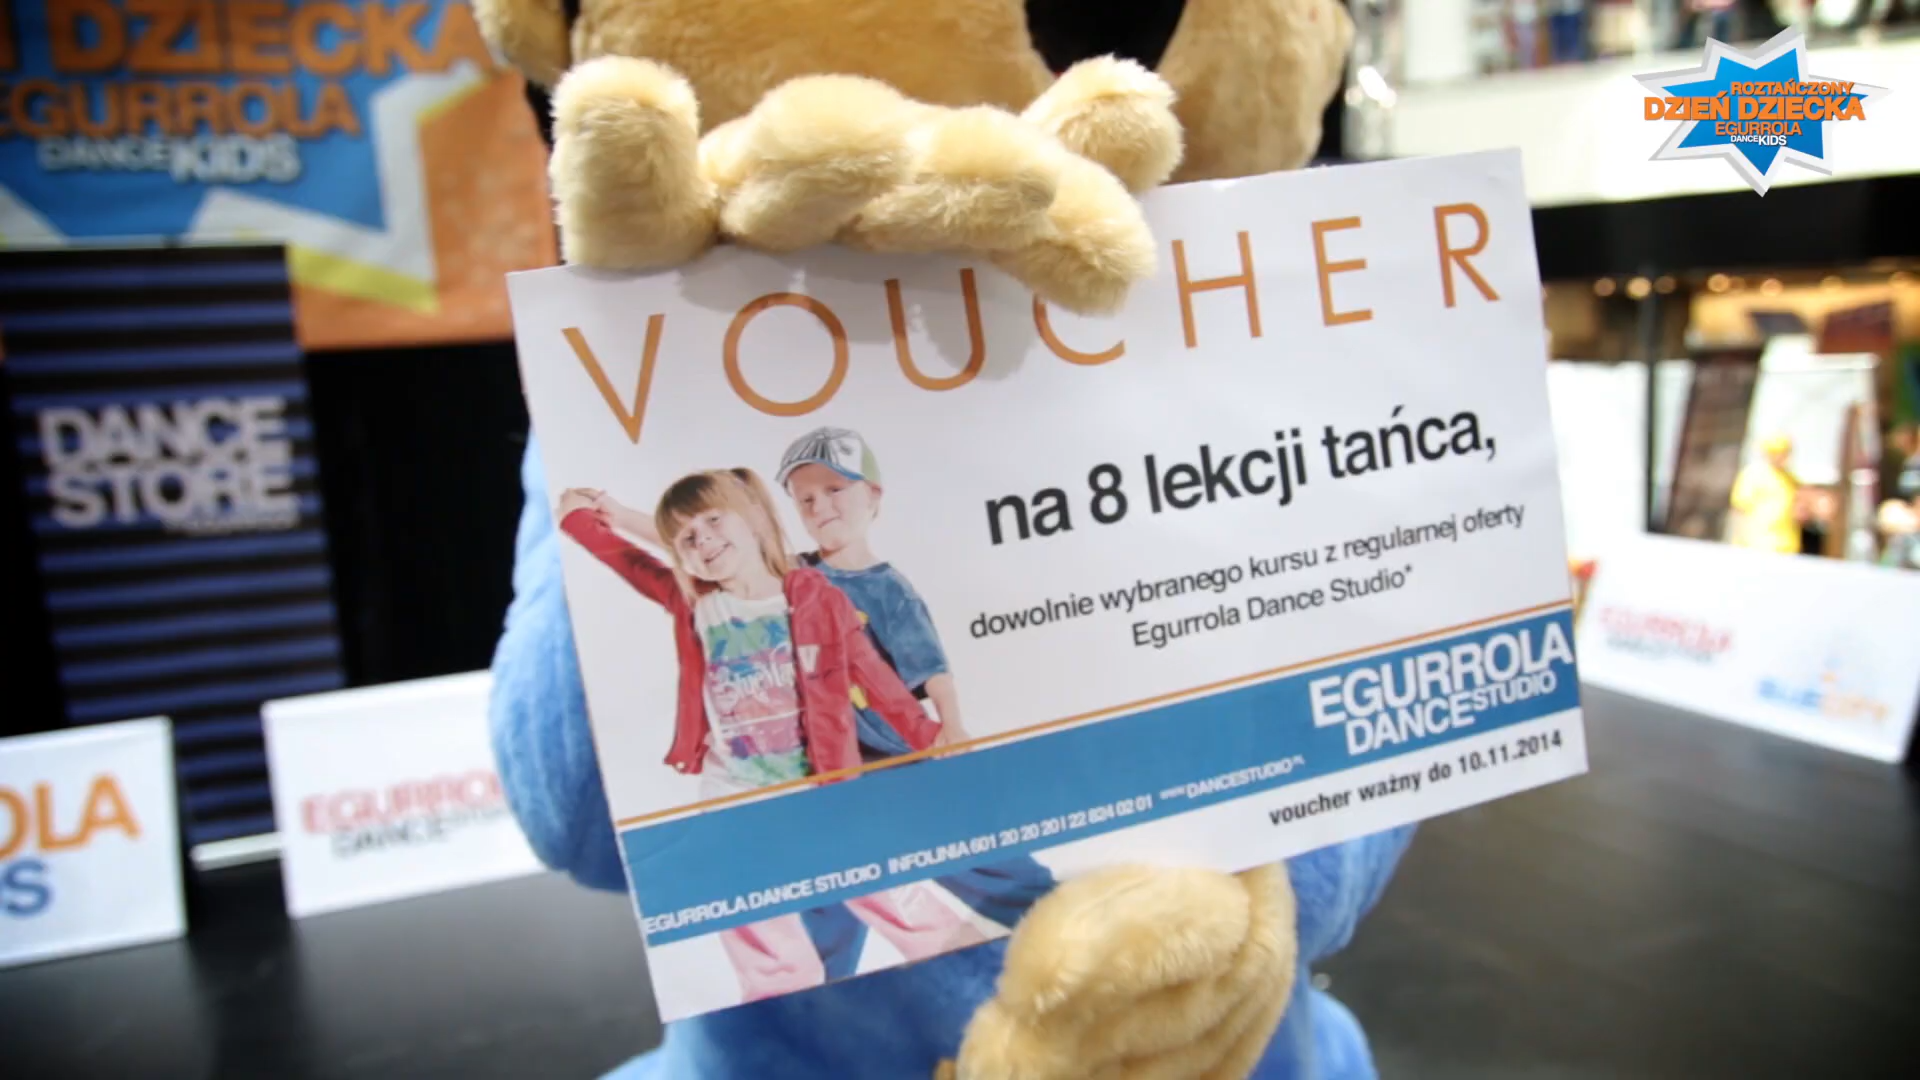 DZIECKA
EGURROLA
DANCE KIDS
ROZTAŃCZONY
DZIEŃ DZIECKA
EGURROLA
DANCE KIDS
VOUCHER
na 8 lekcji tańca,
dowolnie wybranego kursu z regularnej oferty
Egurrola Dance Studio*
EGURROLA
DANCE STUDIO
EGURROLA DANCE STUDIO INFOLINIA 601 20 20 20 I 22 824 02 01 www.DANCESTUDIO.PL
voucher ważny do 10.11.2014
DANCE
STORE
OLA
S
EGURROLA
DANCE
EGURROLA